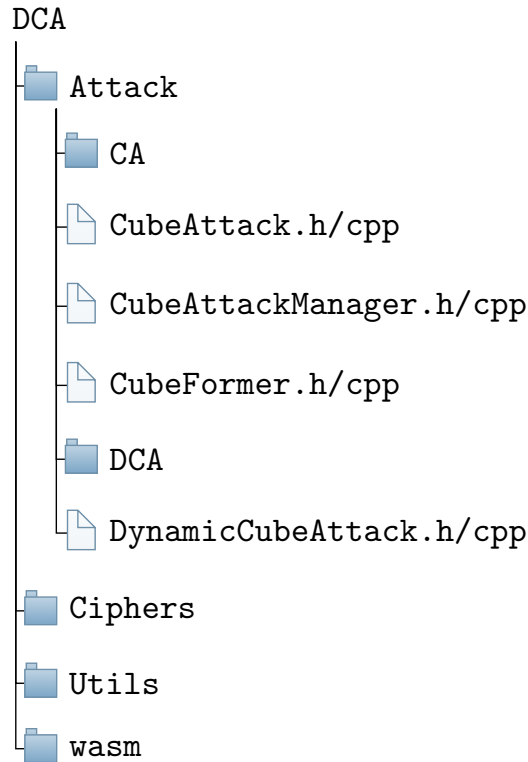 DCA
Attack
CA
CubeAttack.h/cpp
CubeAttackManager.h/cpp
CubeFormer.h/cpp
DCA
DynamicCubeAttack.h/cpp
Ciphers
Utils
wasm